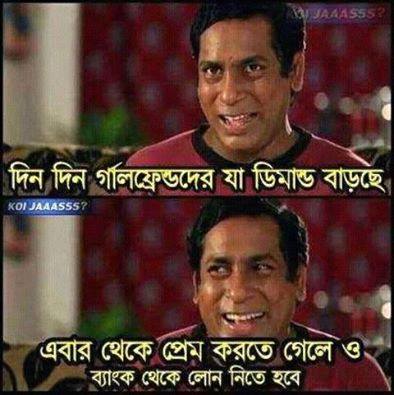 KOI JAAASSS?
দিন দিন র্গালফ্রেন্ডদের যা ডিমান্ড বাড়ছে
KOI JAAASSS?
এবার থেকে প্রেম করতে গেলে ও
ব্যাংক থেকে লোন নিতে হবে